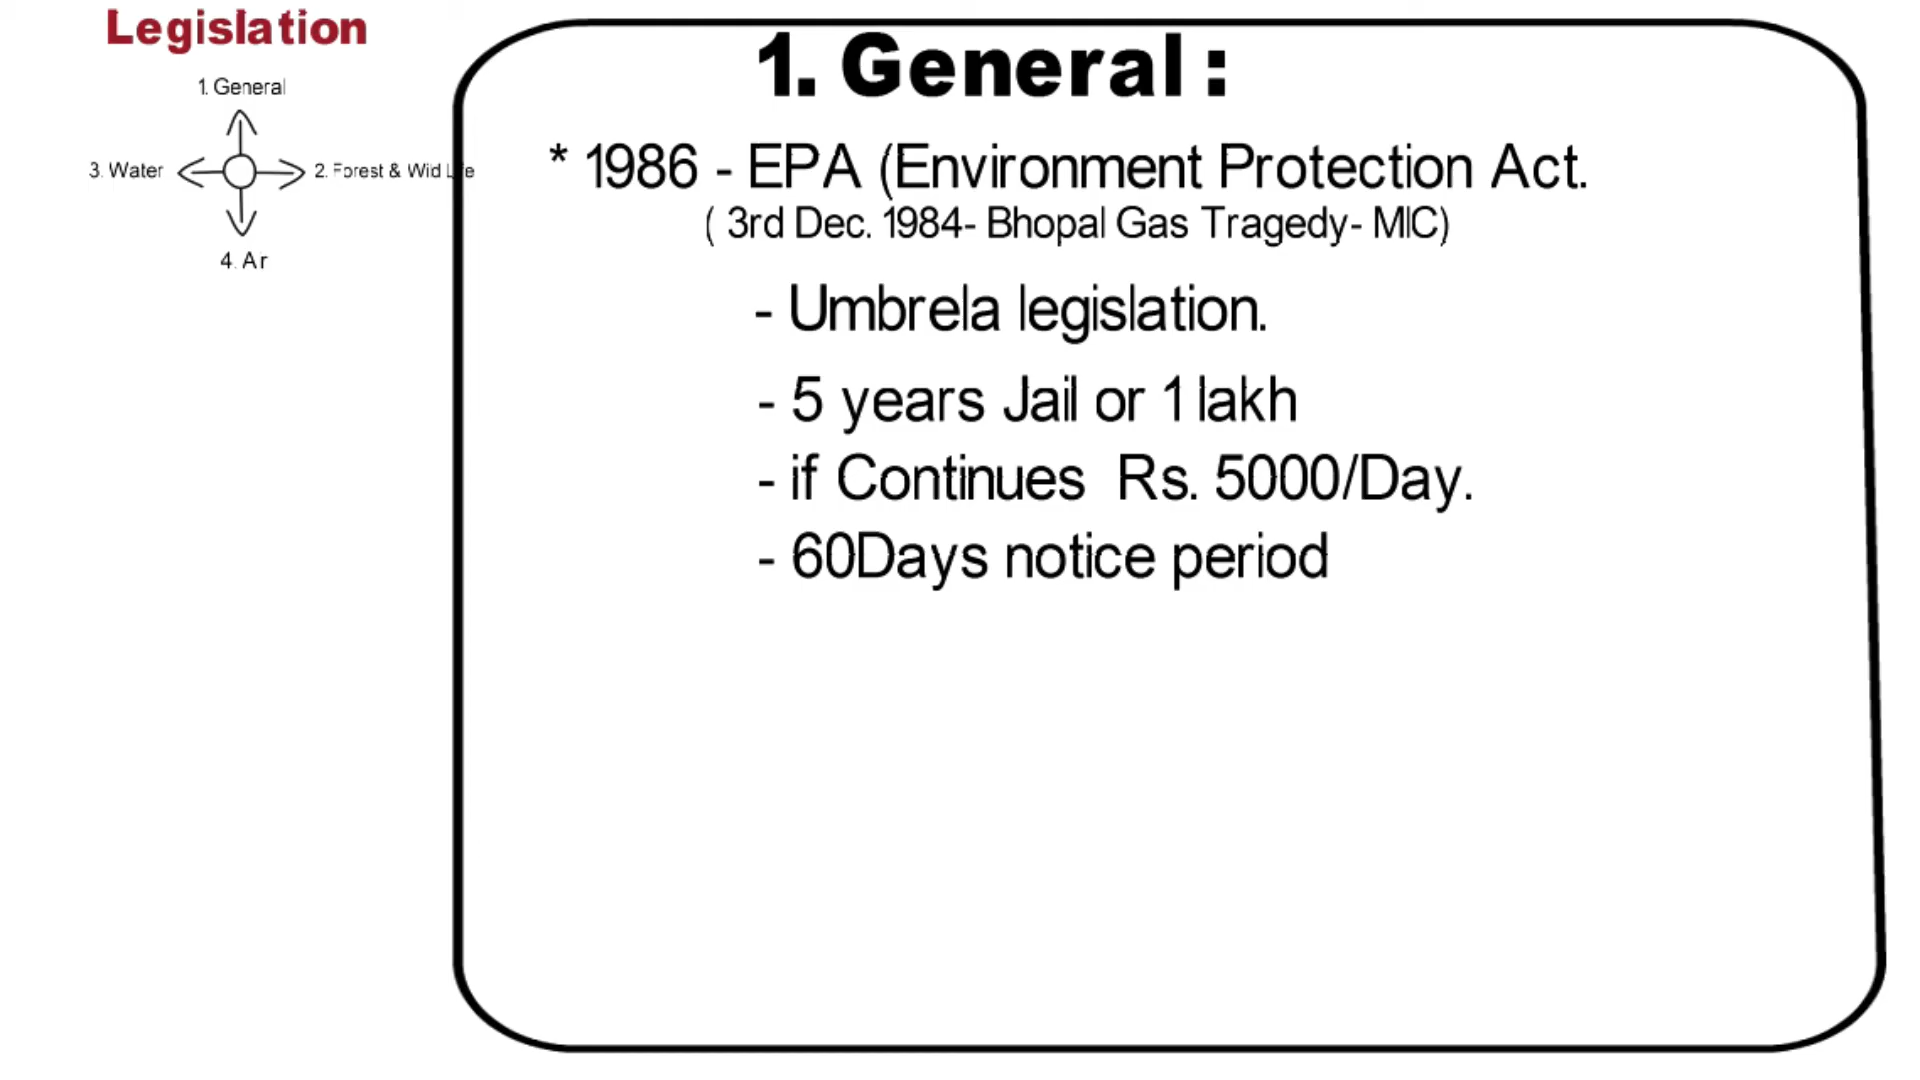 Legislation
1. General
3. Water
2. Forest & Wid Life
4. Ar
1. General :
* 1986 - EPA (Environment Protection Act.
( 3rd Dec. 1984- Bhopal Gas Tragedy- MIC)
- Umbrela legislation.
- 5 years Jail or 1 lakh
- if Continues Rs. 5000/Day.
- 60Days notice period